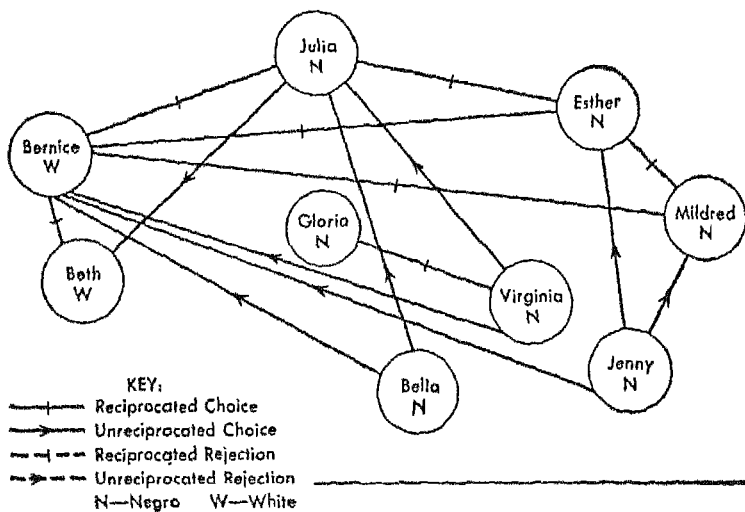 Julia
N
Esther
N
Bernice
W
Gloria
N
Mildred
N
Beth
W
Virginia
N
Jenny
N
Bella
N
KEY:
Reciprocated Choice
Unreciprocated Choice
Reciprocated Rejection
Unreciprocated Rejection
N—Negro W—White